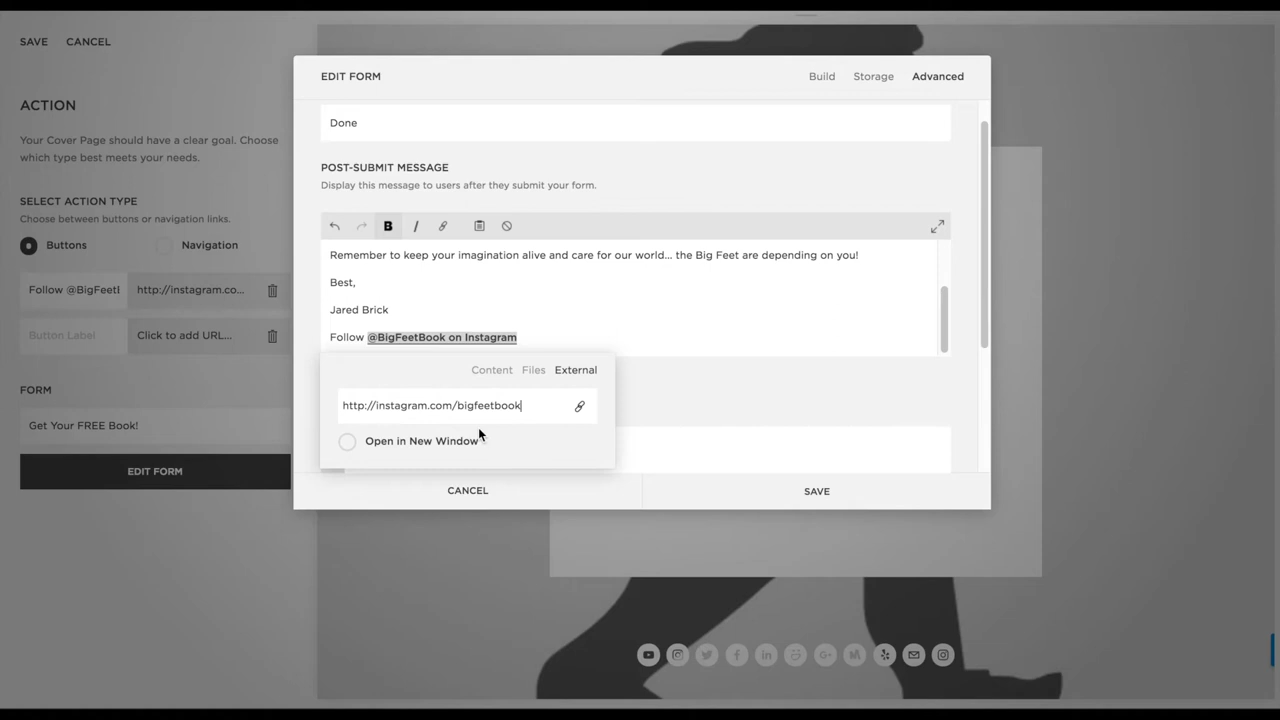 SAVE CANCEL
ACTION
Your Cover Page should have a clear goal. Choose
which type best meets your needs.
SELECT ACTION TYPE
Choose between buttons or navigation links.
Buttons Navigation
Follow @BigFeetB http://instagram.co...
Button Label Click to add URL...
FORM
Get Your FREE Book!
EDIT FORM
EDIT FORM Build Storage Advanced
Done
POST-SUBMIT MESSAGE
Display this message to users after they submit your form.
B I
Remember to keep your imagination alive and care for our world... the Big Feet are depending on you!
Best,
Jared Brick
Follow @BigFeetBook on Instagram
Content Files External
http://instagram.com/bigfeetbook
Open in New Window
CANCEL SAVE